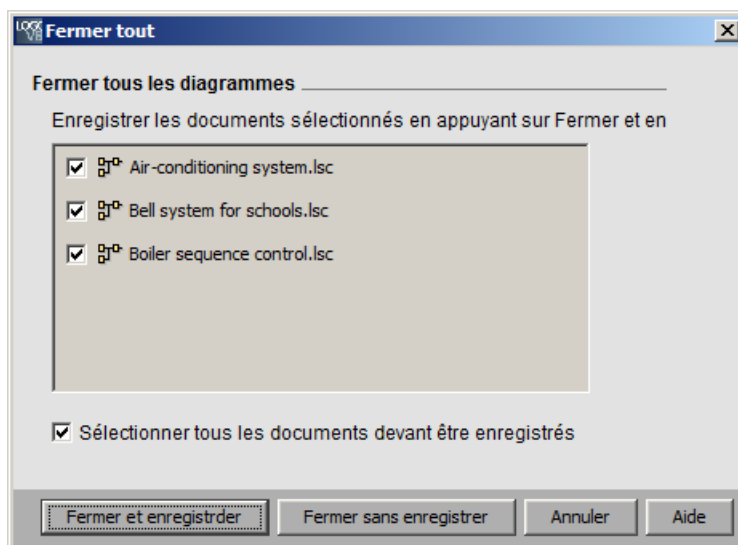 LOGO
Fermer tout
Fermer tous les diagrammes
Enregistrer les documents sélectionnés en appuyant sur Fermer et en
Air-conditioning system.lsc
Bell system for schools.lsc
Boiler sequence control.lsc
Sélectionner tous les documents devant être enregistrés
Fermer et enregistrder
Fermer sans enregistrer
Annuler
Aide